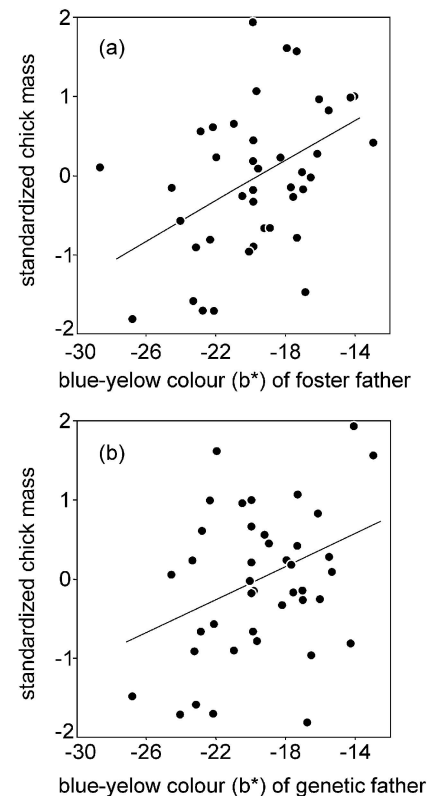 2
(a)
1
0
-1
-2
standardized chick mass
-30 -26 -22 -18 -14
blue-yelow colour (b*) of foster father
2
(b)
1
0
-1
-2
standardized chick mass
-30 -26 -22 -18 -14
blue-yelow colour (b*) of genetic father